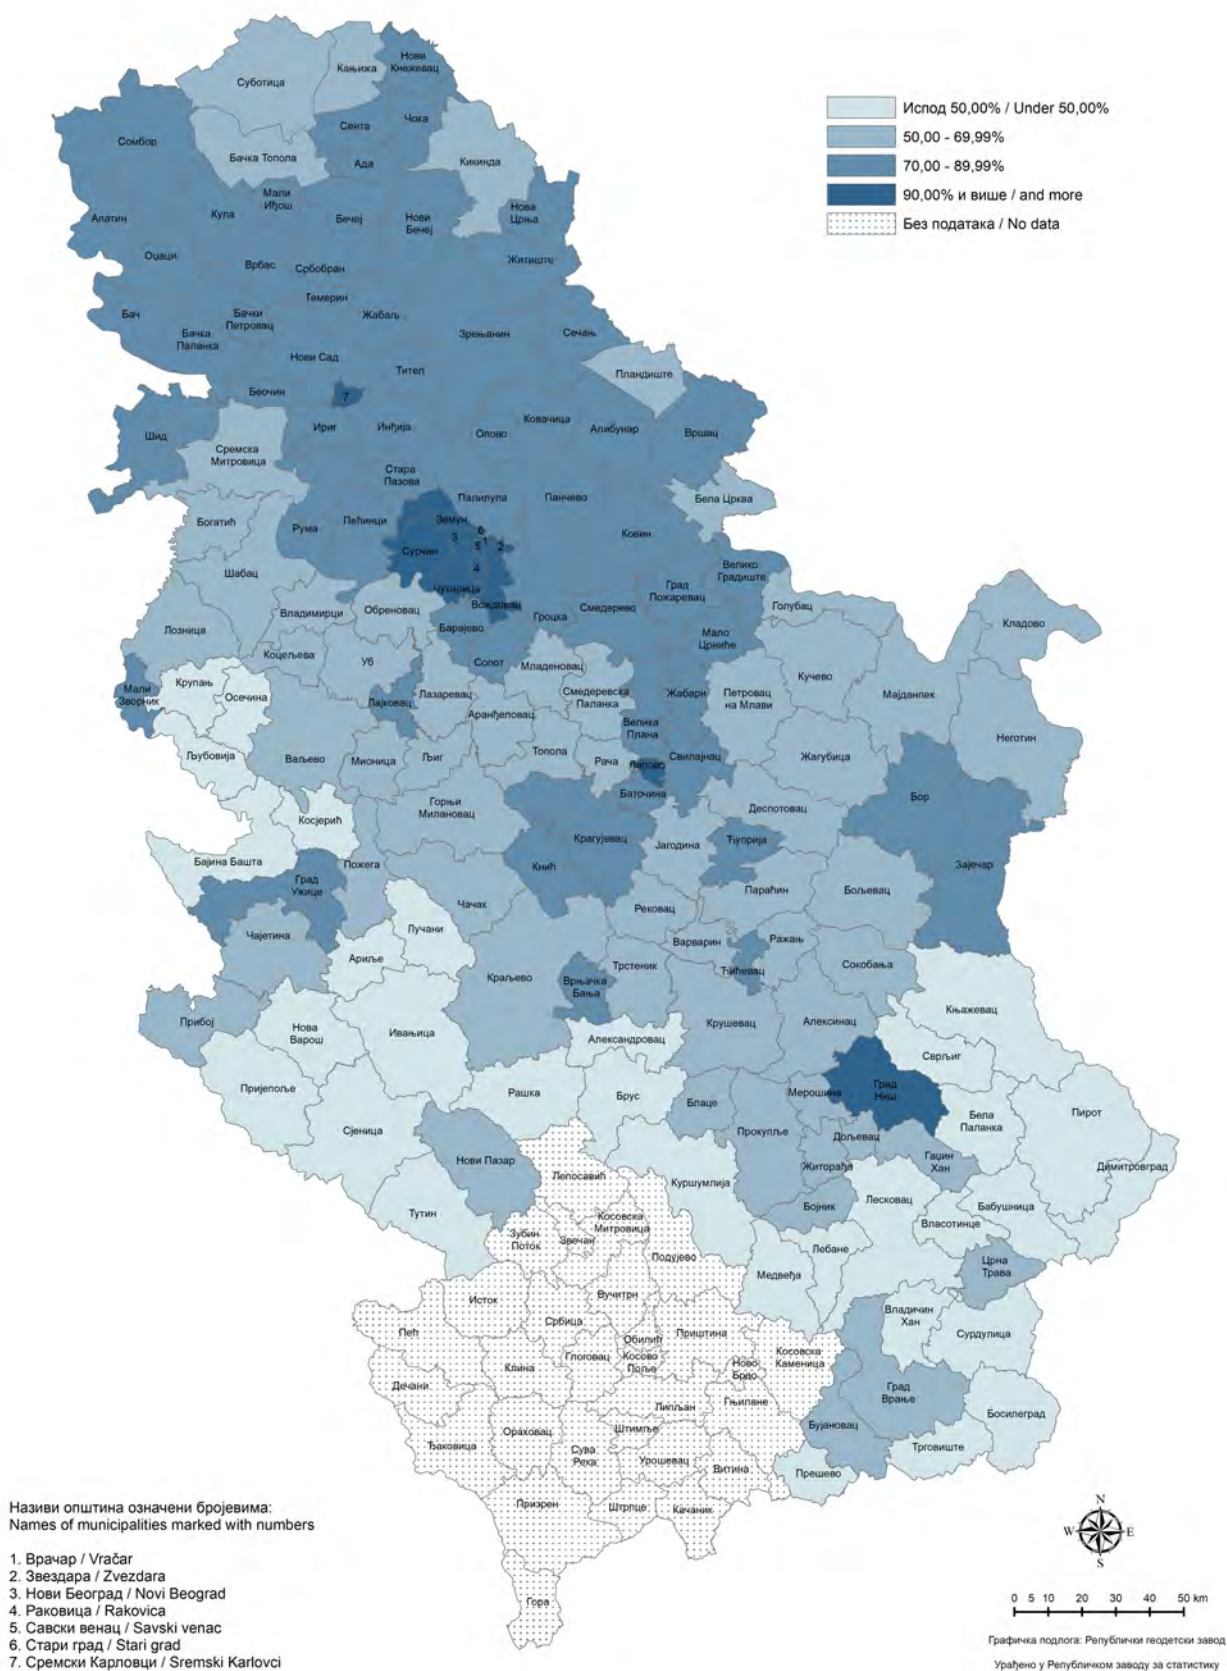 Суботица
Кањижа
Нови
Кнежевац
Сомбор
Сента
Чока
Бачка Топола
Ада
Кикинда
Мали
Иђош
Апатин
Кула
Бечеј
Нови
Бечеј
Нова
Црња
Оџаци
Врбас
Србобран
Житиште
Темерин
Бач
Бачки
Петровац
Жабаљ
Бачка
Паланка
Зрењанин
Сечањ
Нови Сад
Тител
Пландиште
Беочин
7
Шид
Ириг
Инђија
Опово
Ковачица
Алибунар
Вршац
Сремска
Митровица
Стара
Пазова
Палилула
Панчево
Бела Црква
Богатић
Рума
Пећинци
Земун
6
3
1
5
2
Сурчин
4
Ковин
Шабац
Чукарица
Велико
Градиште
Владимирци
Обреновац
Вождовац
Гроцка
Смедерево
Град
Пожаревац
Голубац
Лозница
Барајево
Мало
Црниће
Кладово
Коцељева
Уб
Сопот
Младеновац
Кучево
Мали
Зворник
Крупањ
Осечина
Лајковац
Лазаревац
Смедеревска
Паланка
Жабари
Петровац
на Млави
Мајданпек
Аранђеловац
Велика
Плана
Неготин
Љубовија
Ваљево
Мионица
Љиг
Топола
Рача
Лапово
Свилајнац
Жагубица
Баточина
Косјерић
Горњи
Милановац
Деспотовац
Бор
Бајина Башта
Пожега
Кнић
Крагујевац
Јагодина
Ћуприја
Зајечар
Град
Ужице
Чачак
Параћин
Бољевац
Чајетина
Лучани
Рековац
Ариље
Варварин
Ражањ
Краљево
Врњачка
Бања
Трстеник
Ћићевац
Сокобања
Прибој
Нова
Варош
Ивањица
Александровац
Крушевац
Алексинац
Књажевац
Пријепоље
Рашка
Брус
Блаце
Мерошина
Град
Ниш
Сврљиг
Сјеница
Прокупље
Дољевац
Бела
Паланка
Пирот
Нови Пазар
Лепосавић
Куршумлија
Житорађа
Гаџин
Хан
Димитровград
Тутин
Бојник
Лесковац
Бабушница
Зубин
Поток
Звечан
Косовска
Митровица
Власотинце
Подујево
Лебане
Медвеђа
Црна
Трава
Исток
Вучитрн
Србица
Владичин
Хан
Сурдулица
Пећ
Обилић
Приштина
Клина
Глоговац
Косово
Поље
Ново
Брдо
Косовска
Каменица
Дечани
Гњилане
Град
Врање
Липљан
Босилеград
Ђаковица
Ораховац
Сува
Река
Штимље
Урошевац
Бујановац
Трговиште
Витина
Прешево
Призрен
Штрпце
Качаник
Гора
Испод 50,00% / Under 50,00%
50,00 - 69,99%
70,00 - 89,99%
90,00% и више / and more
Без података / No data
Називи општина означени бројевима:
Names of municipalities marked with numbers
1. Врачар / Vračar
2. Звездара / Zvezdara
3. Нови Београд / Novi Beograd
4. Раковица / Rakovica
5. Савски венац / Savski venac
6. Стари град / Stari grad
7. Сремски Карловци / Sremski Karlovci
N
W E
S
0 5 10 20 30 40 50 km
Графичка подлога: Републички геодетски завод
Урађено у Републичком заводу за статистику